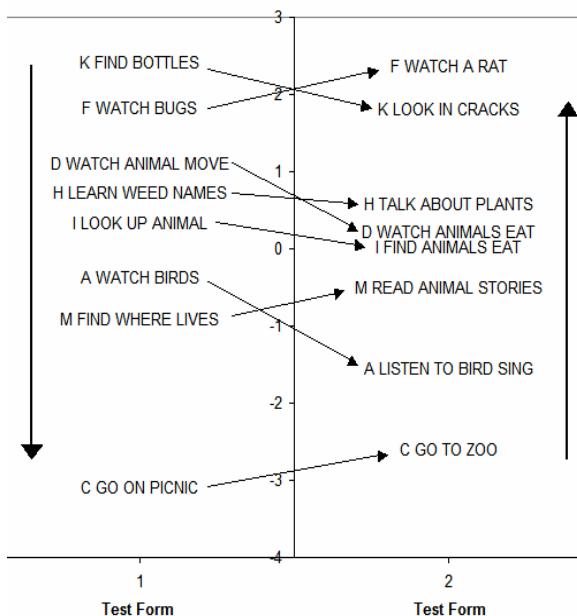 3
K FIND BOTTLES
F WATCH A RAT
2
F WATCH BUGS
K LOOK IN CRACKS
D WATCH ANIMAL MOVE
1
H LEARN WEED NAMES
H TALK ABOUT PLANTS
I LOOK UP ANIMAL
D WATCH ANIMALS EAT
0
I FIND ANIMALS EAT
A WATCH BIRDS
M READ ANIMAL STORIES
M FIND WHERE LIVES
-1
A LISTEN TO BIRD SING
-2
C GO TO ZOO
-3
C GO ON PICNIC
-4
1
2
Test Form
Test Form